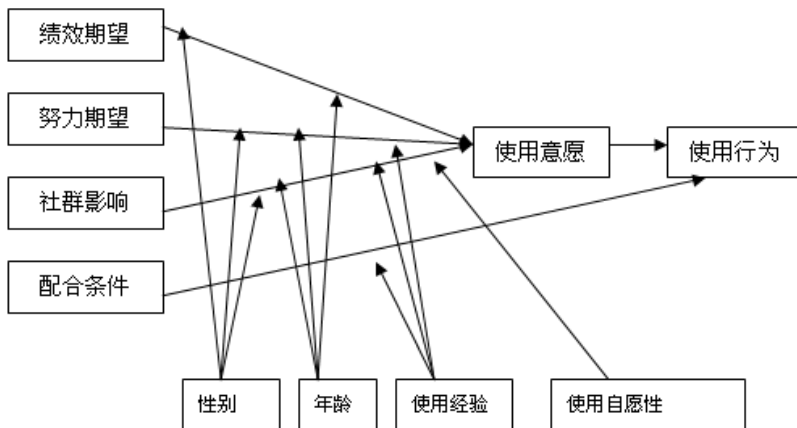 绩效期望
努力期望
使用意愿
使用行为
社群影响
配合条件
性别
年龄
使用经验
使用自愿性